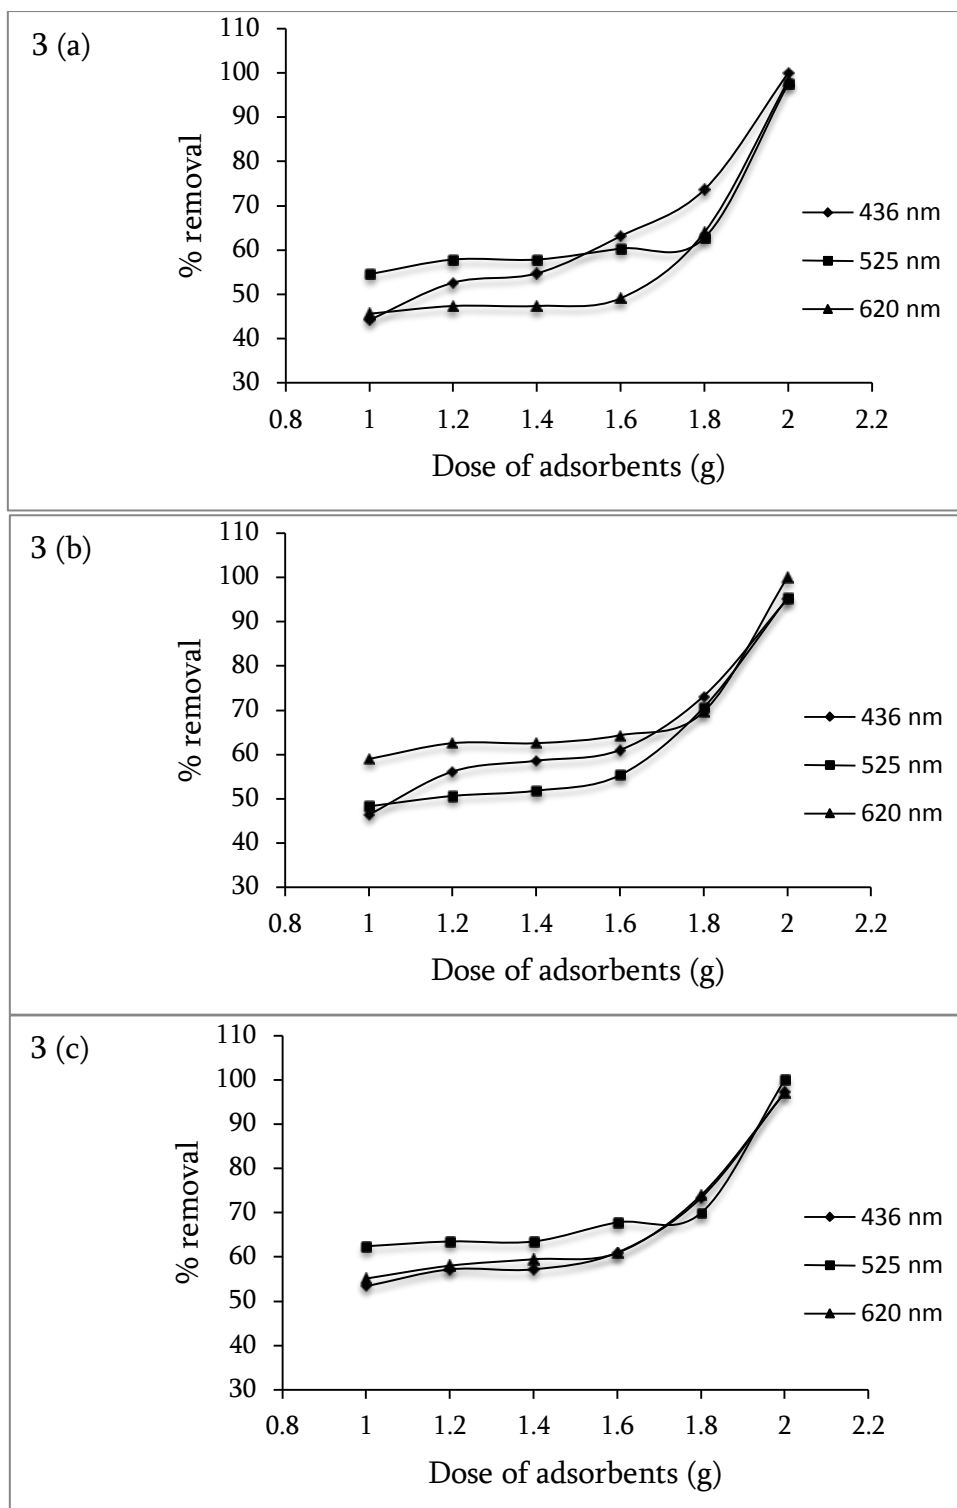 3 (a)
110
100
90
80
70
60
50
40
30
% removal
0.8 1 1.2 1.4 1.6 1.8 2 2.2
Dose of adsorbents (g)
436 nm
525 nm
620 nm
3 (b)
110
100
90
80
70
60
50
40
30
% removal
0.8 1 1.2 1.4 1.6 1.8 2 2.2
Dose of adsorbents (g)
436 nm
525 nm
620 nm
3 (c)
110
100
90
80
70
60
50
40
30
% removal
0.8 1 1.2 1.4 1.6 1.8 2 2.2
Dose of adsorbents (g)
436 nm
525 nm
620 nm